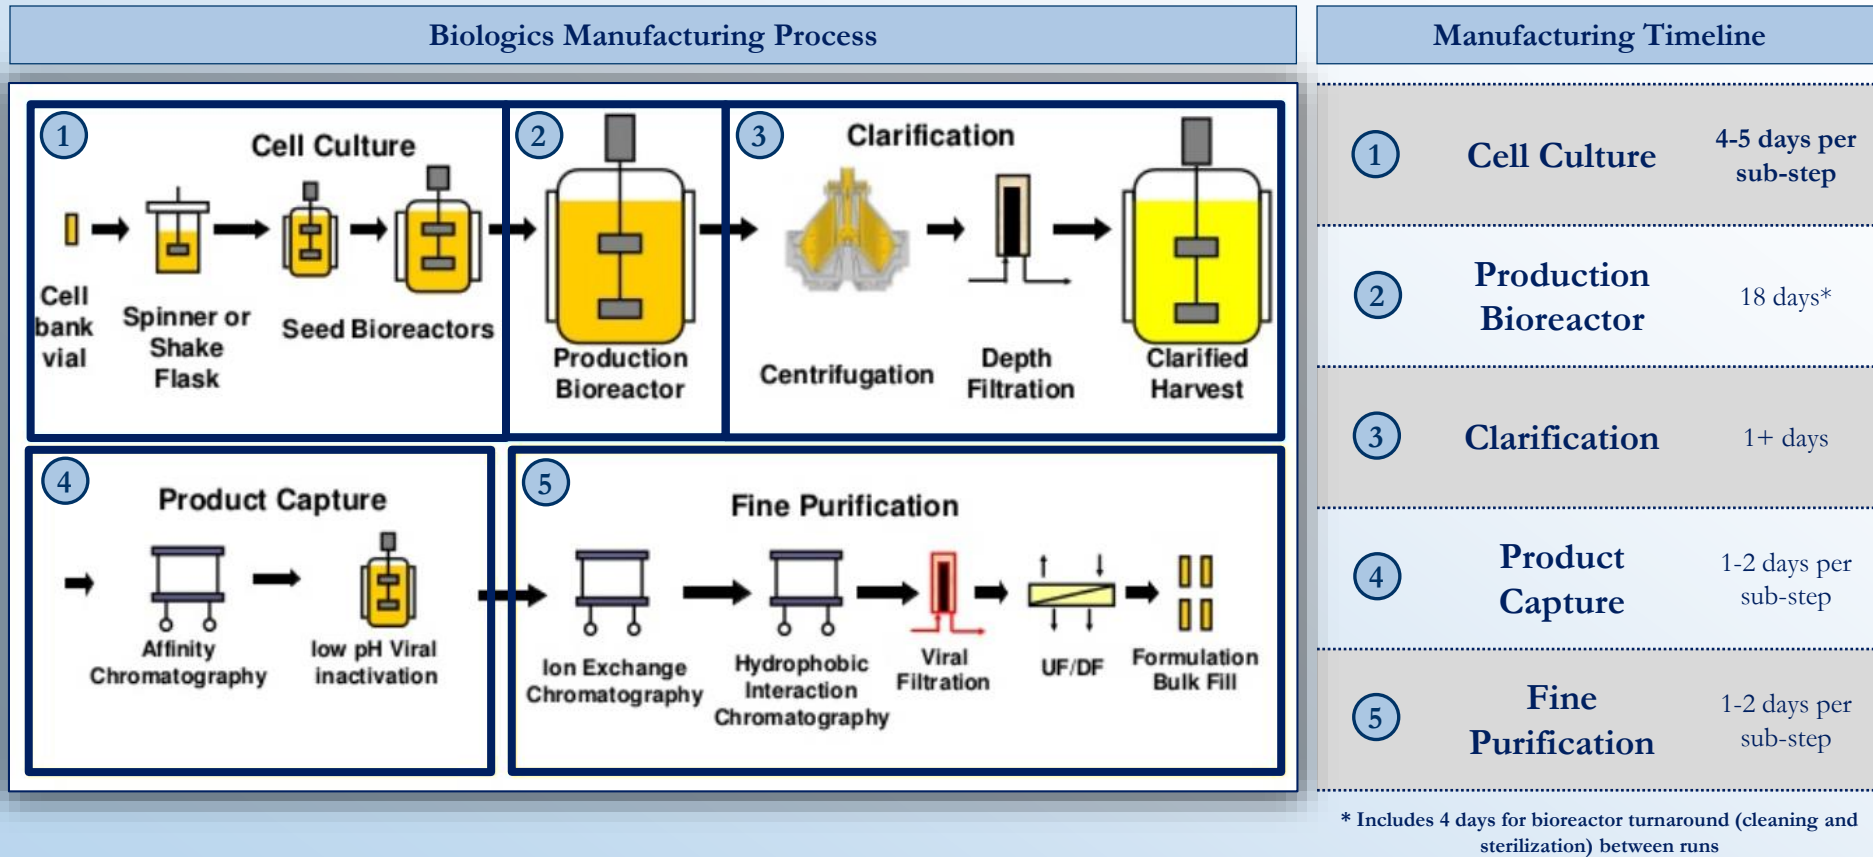 Biologics Manufacturing Process
Manufacturing Timeline
1
Cell Culture
Cell
bank
vial
Spinner or
Shake
Flask
Seed Bioreactors
2
Production
Bioreactor
3
Clarification
Centrifugation
Depth
Filtration
Clarified
Harvest
4
Product Capture
Affinity
Chromatography
low pH Viral
inactivation
5
Fine Purification
Ion Exchange
Chromatography
Hydrophobic
Interaction
Chromatography
Viral
Filtration
UF/DF
Formulation
Bulk Fill
1
Cell Culture
4-5 days per
sub-step
2
Production
Bioreactor
18 days*
3
Clarification
1+ days
4
Product
Capture
1-2 days per
sub-step
5
Fine
Purification
1-2 days per
sub-step
* Includes 4 days for bioreactor turnaround (cleaning and
sterilization) between runs